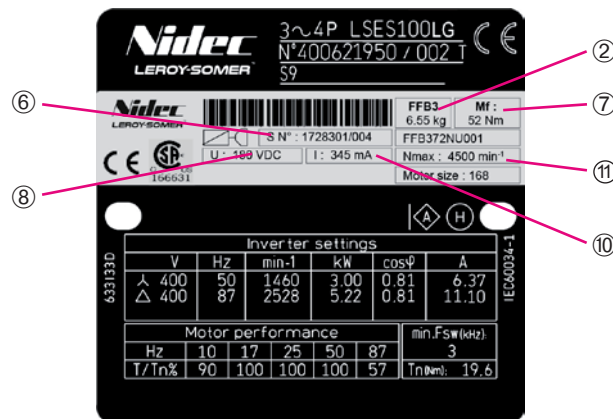 Nidec
LEROY-SOMER
3~4P LSES100LG
N°400621950 / 002 T
S9
CE
②
Nidec
LEROY-SOMER
FFB3
6.55 kg
Mf :
52 Nm
⑦
⑥
S N° : 1728301/004
FFB372NU001
CE
SA
166631
U : 180 VDC
I : 345 mA
Nmax : 4500 min-1
⑪
Motor size : 168
⑧
⑩
A
H
633133D
IEC60034-1
Inverter settings
V Hz min-1 kW cosφ A
⅄ 400 50 1460 3.00 0.81 6.37
△ 400 87 2528 5.22 0.81 11.10
Motor performance
min.Fsw(kHz):
Hz 10 17 25 50 87
3
T/Tn% 90 100 100 100 57
Tn(Nm): 19.6